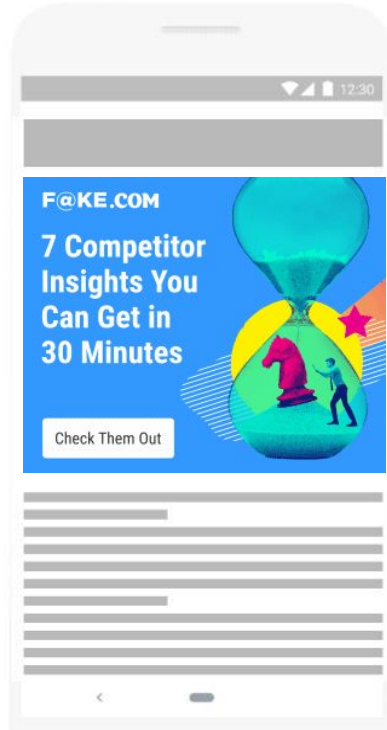 12:30
F@KE.COM
7 Competitor
Insights You
Can Get in
30 Minutes
Check Them Out